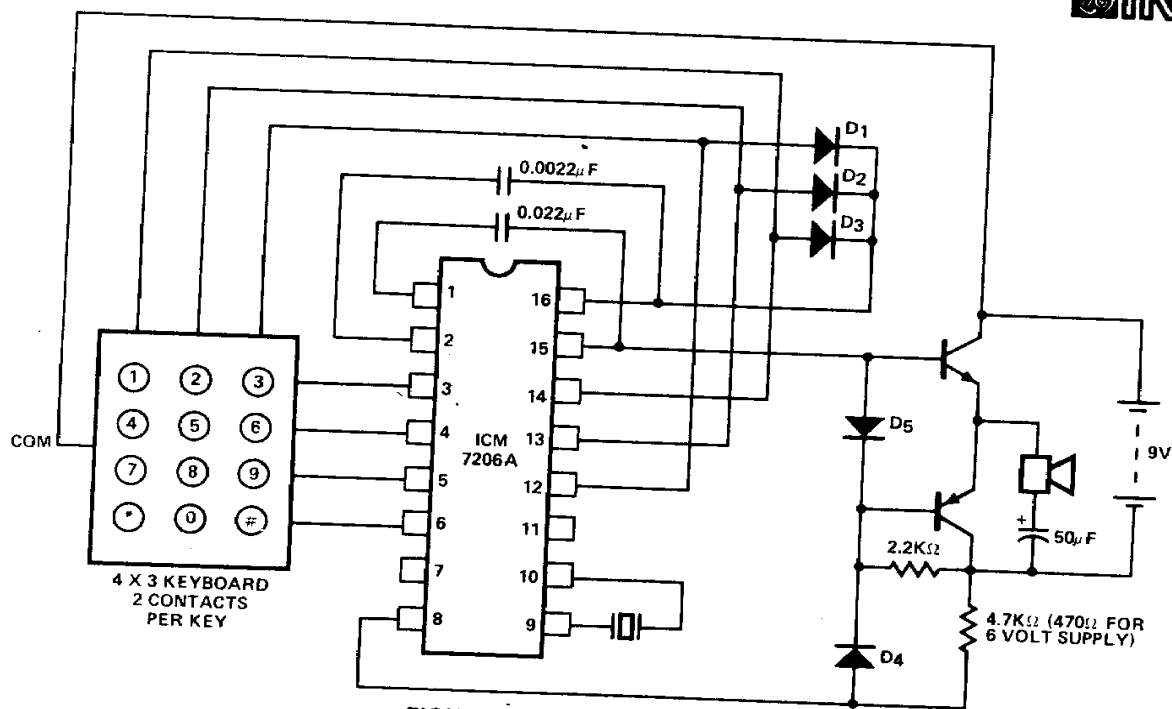 D1
0.0022µF
D2
0.022µF
D3
1
16
2
15
1 2 3
3
14
D5
COM
4 5 6
4
ICM
7206A
13
9V
7 8 9
5
12
* 0 #
6
11
2.2KΩ
+
50µF
4 X 3 KEYBOARD
2 CONTACTS
PER KEY
7
10
8
9
4.7KΩ (470Ω FOR
6 VOLT SUPPLY)
D4